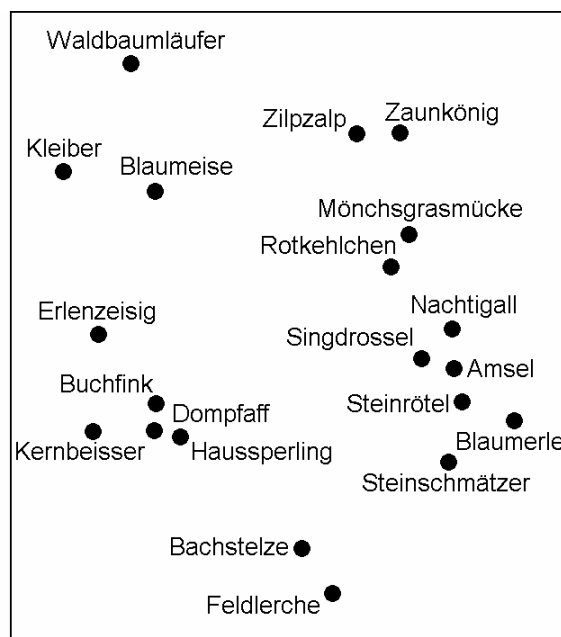 Waldbaumläufer
Zilpzalp
Zaunkönig
Kleiber
Blaumeise
Mönchsgrasmücke
Rotkehlchen
Erlenzeisig
Nachtigall
Singdrossel
Amsel
Buchfink
Dompfaff
Steinrötel
Kernbeisser
Haussperling
Blaumerle
Steinschmätzer
Bachstelze
Feldlerche